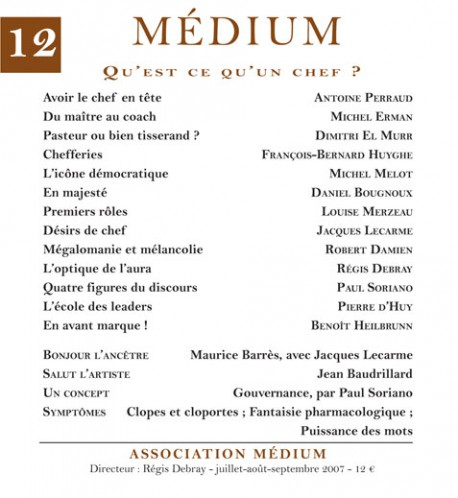 12
MÉDIUM
QU'EST CE QU'UN CHEF ?
Avoir le chef en tête ANTOINE PERRAUD
Du maître au coach MICHEL ERMAN
Pasteur ou bien tisserand ? DIMITRI EL MURR
Chefferies FRANÇOIS-BERNARD HUYGHE
L'icône démocratique MICHEL MELOT
En majesté DANIEL BOUGNOUX
Premiers rôles LOUISE MERZEAU
Désirs de chef JACQUES LECARME
Mégalomanie et mélancolie ROBERT DAMIEN
L'optique de l'aura RÉGIS DEBRAY
Quatre figures du discours PAUL SORIANO
L'école des leaders PIERRE D'HUY
En avant marque ! BENOÎT HEILBRUNN
BONJOUR L'ANCÊTRE Maurice Barrès, avec Jacques Lecarme
SALUT L'ARTISTE Jean Baudrillard
UN CONCEPT Gouvernance, par Paul Soriano
SYMPTÔMES Clopes et cloportes ; Fantaisie pharmacologique ;
Puissance des mots
ASSOCIATION MÉDIUM
Directeur : Régis Debray - juillet-août-septembre 2007 - 12 €